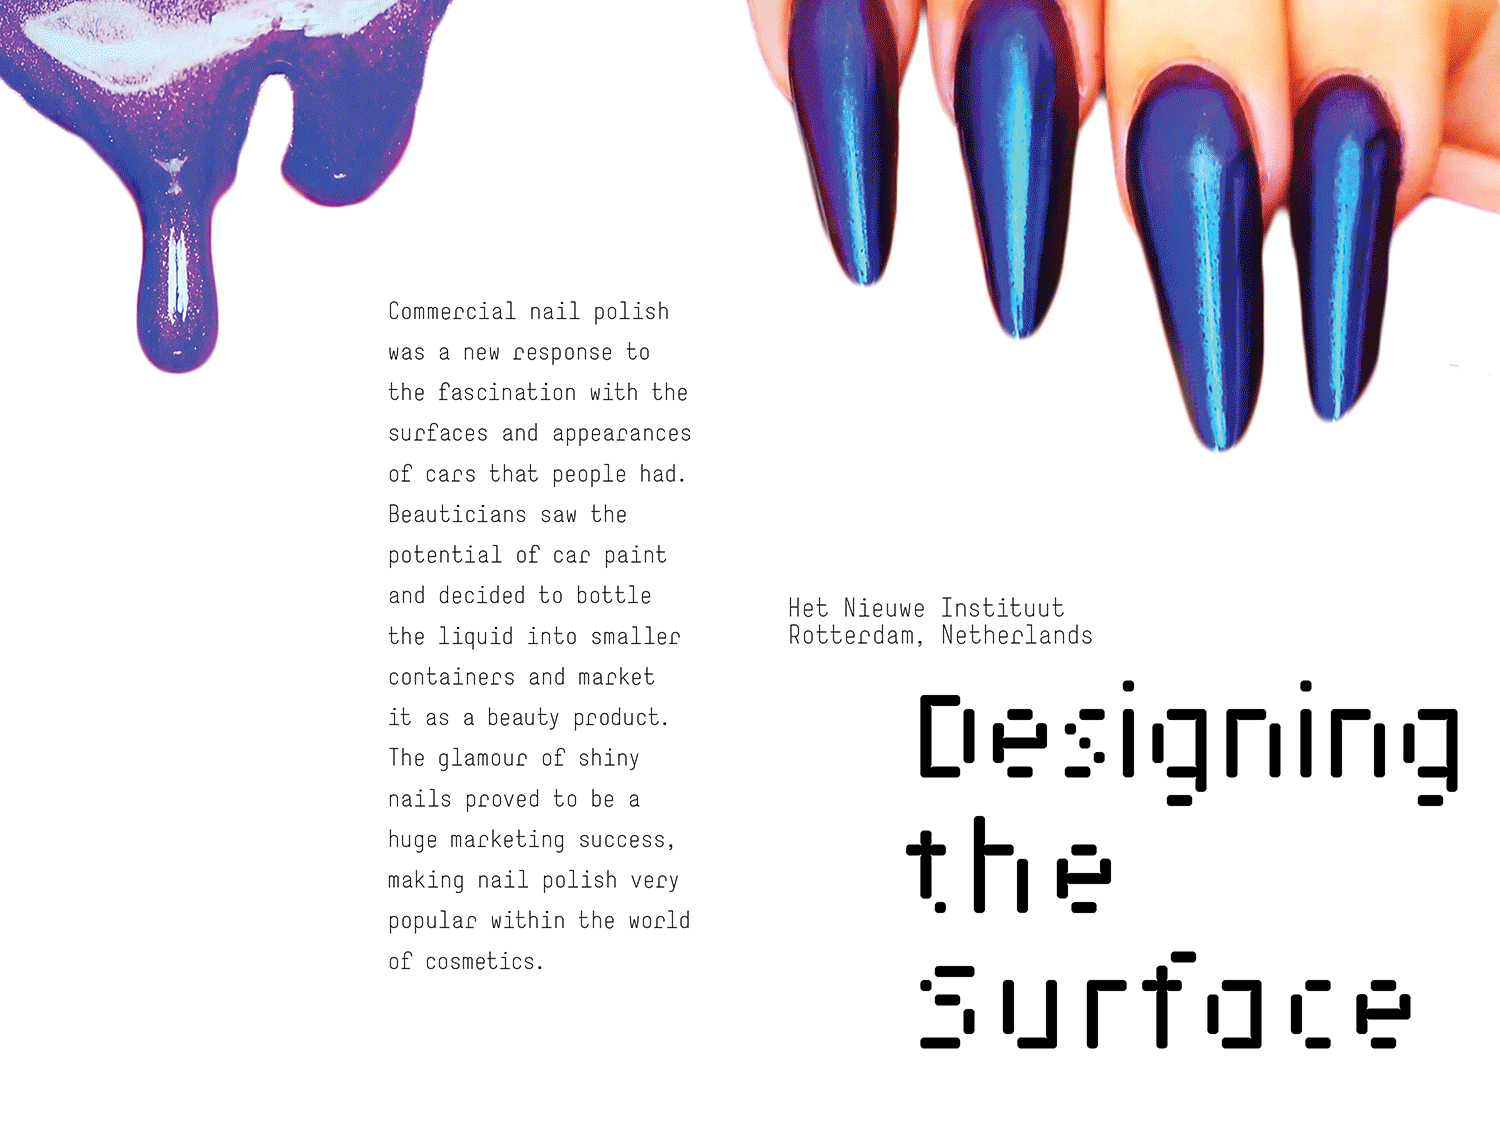 Commercial nail polish
was a new response to
the fascination with the
surfaces and appearances
of cars that people had.
Beauticians saw the
potential of car paint
and decided to bottle
the liquid into smaller
containers and market
it as a beauty product.
The glamour of shiny
nails proved to be a
huge marketing success,
making nail polish very
popular within the world
of cosmetics.
Het Nieuwe Instituut
Rotterdam, Netherlands
Designing
the
Surface